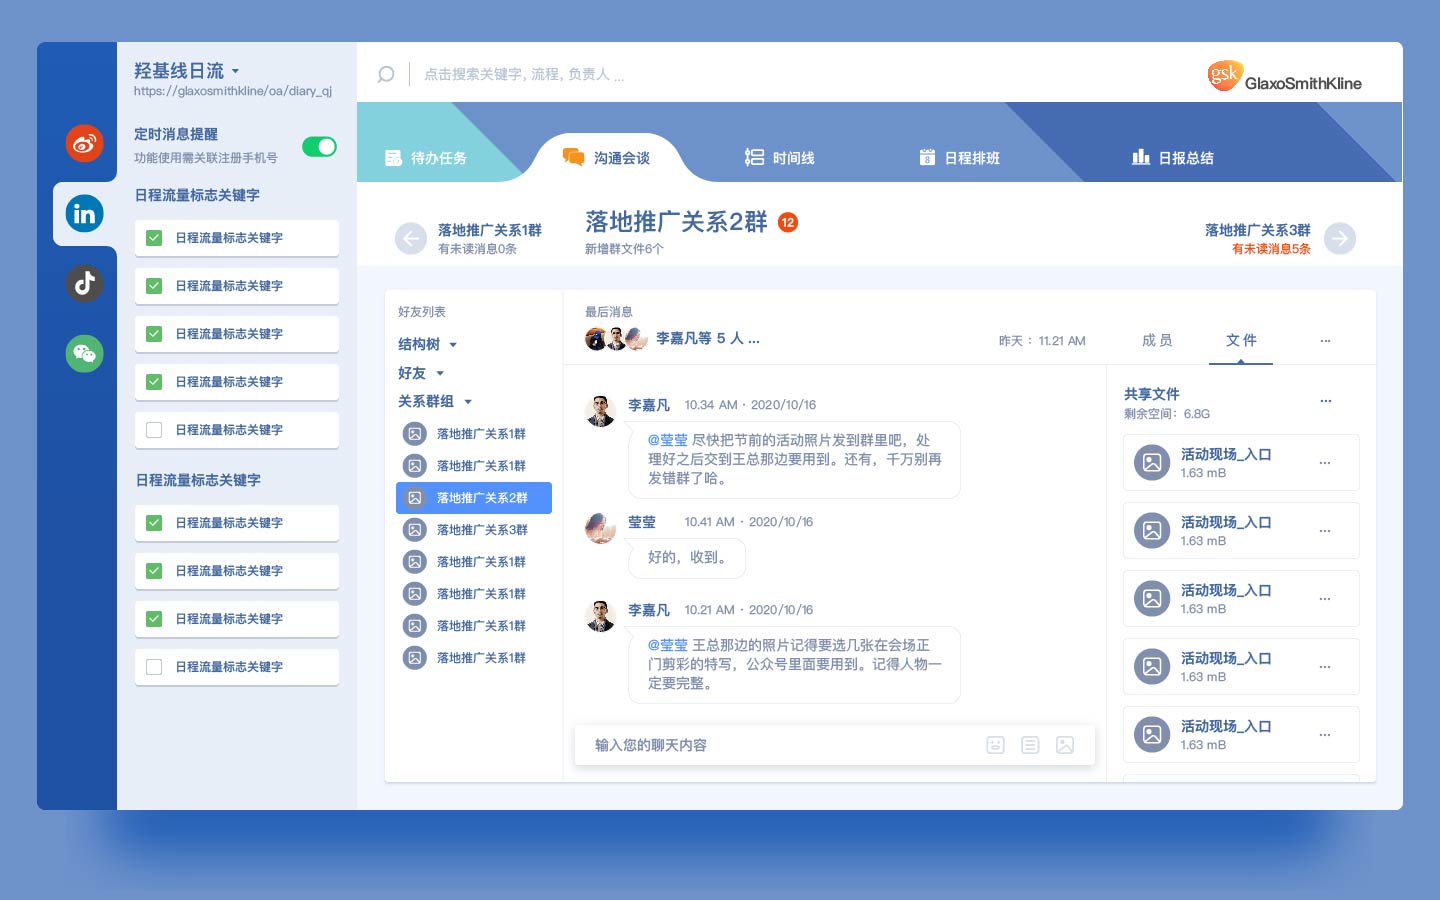 羟基线日流
https://glaxosmithkline/oa/diary_qj
定时消息提醒
功能使用需关联注册手机号
日程流量标志关键字
日程流量标志关键字
日程流量标志关键字
日程流量标志关键字
日程流量标志关键字
日程流量标志关键字
日程流量标志关键字
日程流量标志关键字
日程流量标志关键字
日程流量标志关键字
日程流量标志关键字
点击搜索关键字, 流程, 负责人 ...
gsk
GlaxoSmithKline
待办任务
沟通会谈
时间线
8
日程排班
日报总结
落地推广关系1群
有未读消息0条
落地推广关系2群
12
新增群文件6个
落地推广关系3群
有未读消息5条
好友列表
结构树
好友
关系群组
落地推广关系1群
落地推广关系1群
落地推广关系2群
落地推广关系3群
落地推广关系1群
落地推广关系1群
落地推广关系1群
落地推广关系1群
最后消息
李嘉凡等 5 人 ...
昨天 : 11.21 AM
成 员
文 件
...
李嘉凡
10.34 AM · 2020/10/16
@莹莹 尽快把节前的活动照片发到群里吧，处
理好之后交到王总那边要用到。还有，千万别再
发错群了哈。
莹莹
10.41 AM · 2020/10/16
好的，收到。
李嘉凡
10.21 AM · 2020/10/16
@莹莹 王总那边的照片记得要选几张在会场正
门剪彩的特写，公众号里面要用到。记得人物一
定要完整。
输入您的聊天内容
共享文件
...
剩余空间：6.8G
活动现场_入口
...
1.63 mB
活动现场_入口
...
1.63 mB
活动现场_入口
...
1.63 mB
活动现场_入口
...
1.63 mB
活动现场_入口
...
1.63 mB